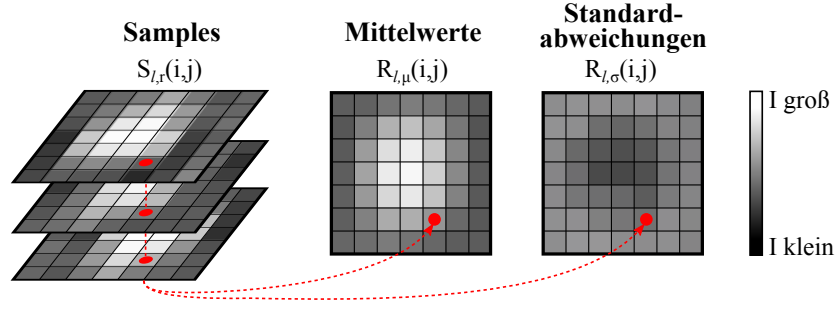 Samples
S_{l,r}(i,j)
Mittelwerte
R_{l,μ}(i,j)
Standard-
abweichungen
R_{l,σ}(i,j)
I groß
I klein